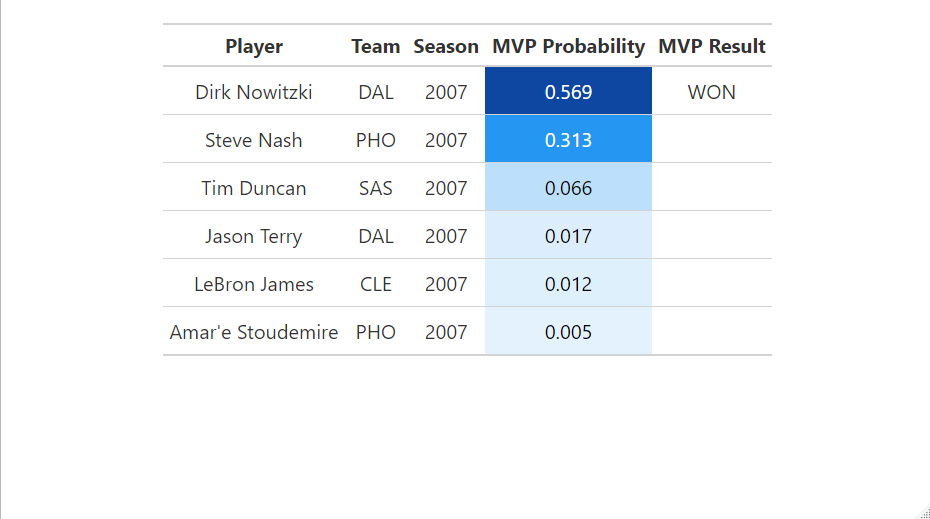 Player Team Season MVP Probability MVP Result
Dirk Nowitzki DAL 2007 0.569 WON
Steve Nash PHO 2007 0.313
Tim Duncan SAS 2007 0.066
Jason Terry DAL 2007 0.017
LeBron James CLE 2007 0.012
Amar'e Stoudemire PHO 2007 0.005